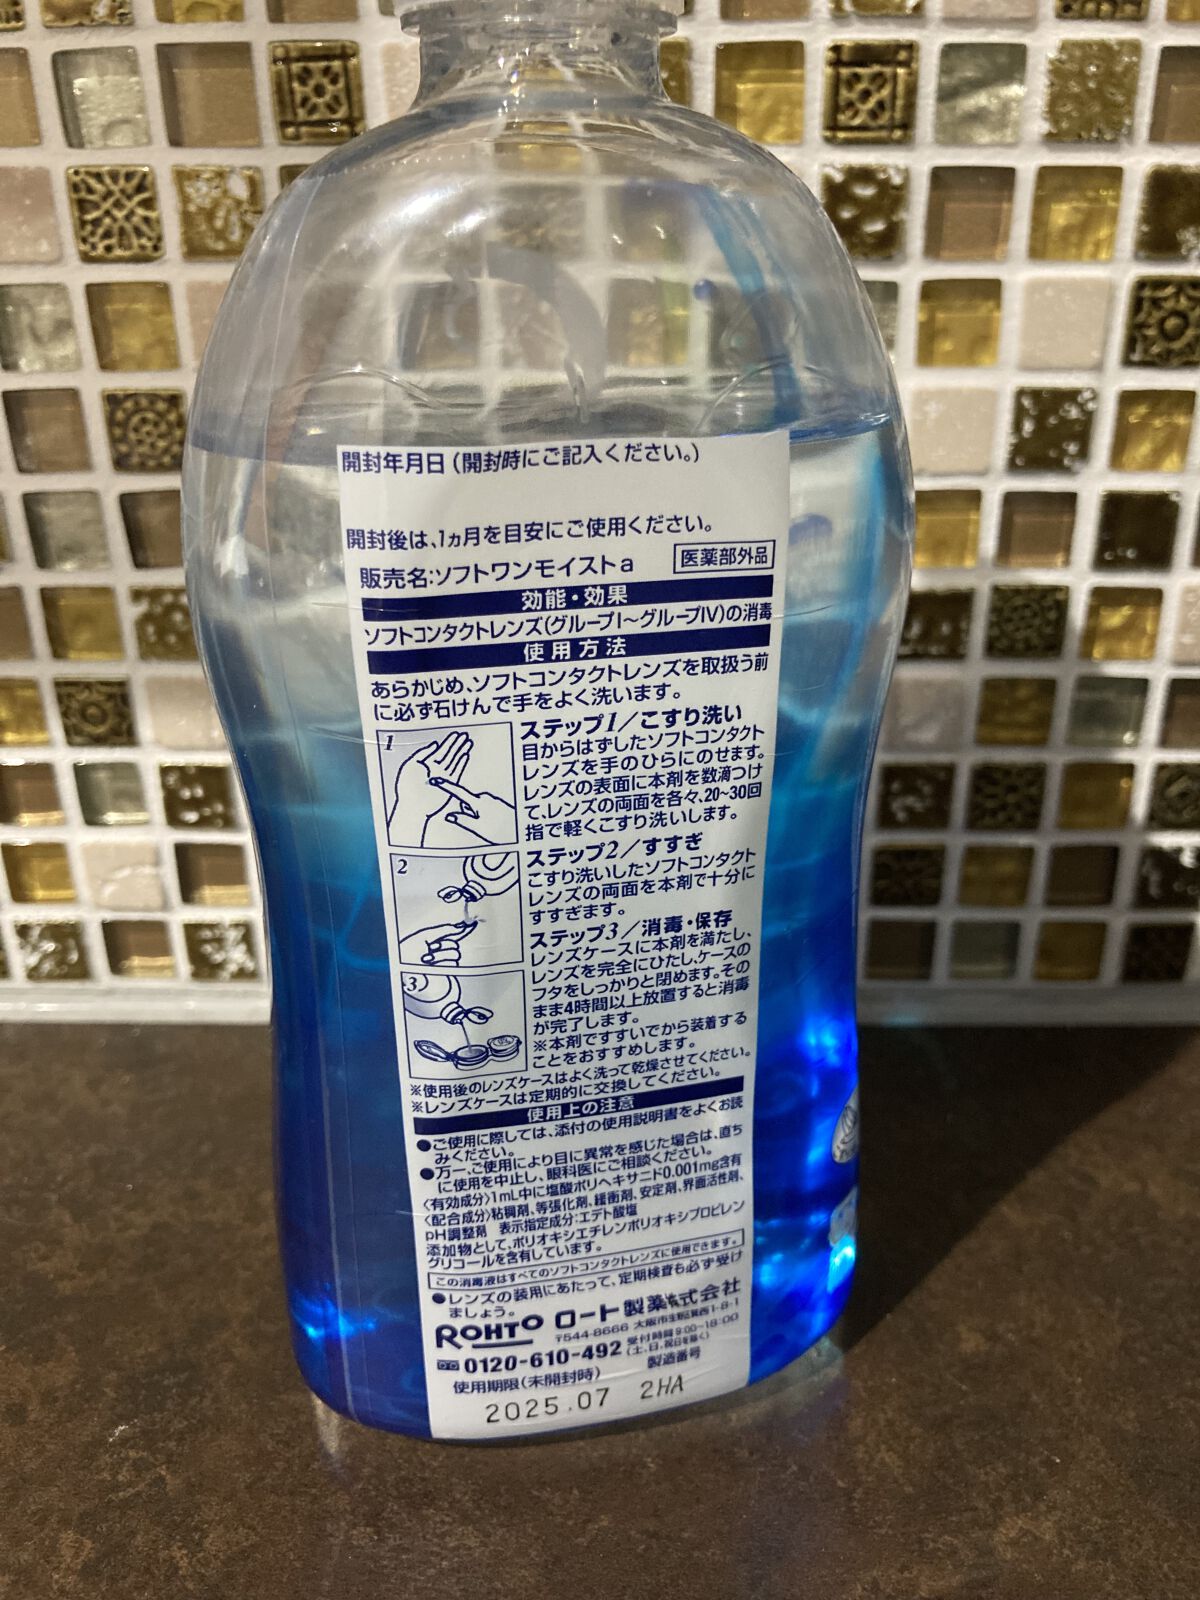 開封年月日(開封時にご記入ください。)
開封後は、1ヵ月を目安にご使用ください。
販売名:ソフトワンモイストa 医薬部外品
効能・効果
ソフトコンタクトレンズ(グループⅠ〜グループⅣ)の消毒
使用方法
あらかじめ、ソフトコンタクトレンズを取扱う前
に必ず石けんで手をよく洗います。
1
ステップ1/こすり洗い
目からはずしたソフトコンタクト
レンズを手のひらにのせます。
レンズの表面に本剤を数滴つけ
て、レンズの両面を各々、20~30回
指で軽くこすり洗いします。
2
ステップ2/すすぎ
こすり洗いしたソフトコンタクト
レンズの両面を本剤で十分に
すすぎます。
3
ステップ3/消毒・保存
レンズケースに本剤を満たし、
レンズを完全にひたし、ケースの
フタをしっかりと閉めます。その
まま4時間以上放置すると消毒
が完了します。
※本剤ですすいでから装着する
ことをおすすめします。
※使用後のレンズケースはよく洗って乾燥させてください。
※レンズケースは定期的に交換してください。
使用上の注意
●ご使用に際しては、添付の使用説明書をよくお読
みください。
●万一、ご使用により目に異常を感じた場合は、直ち
に使用を中止し、眼科医にご相談ください。
〈有効成分〉1mL中に塩酸ポリヘキサニド0.001mg含有
〈配合成分〉粘稠剤、等張化剤、緩衝剤、安定剤、界面活性剤、
pH調整剤 表示指定成分:エデト酸塩
添加物として、ポリオキシエチレンポリオキシプロピレン
グリコールを含有しています。
この消毒液はすべてのソフトコンタクトレンズに使用できます。
●レンズの装用にあたって、定期検査も必ず受け
ましょう。
ROHTO ロート製薬株式会社
〒544-8666 大阪市生野区巽西1-8-1
0120-610-492 受付時間 9:00-18:00
(土、日、祝日を除く)
使用期限(未開封時) 製造番号
2025.07 2HA